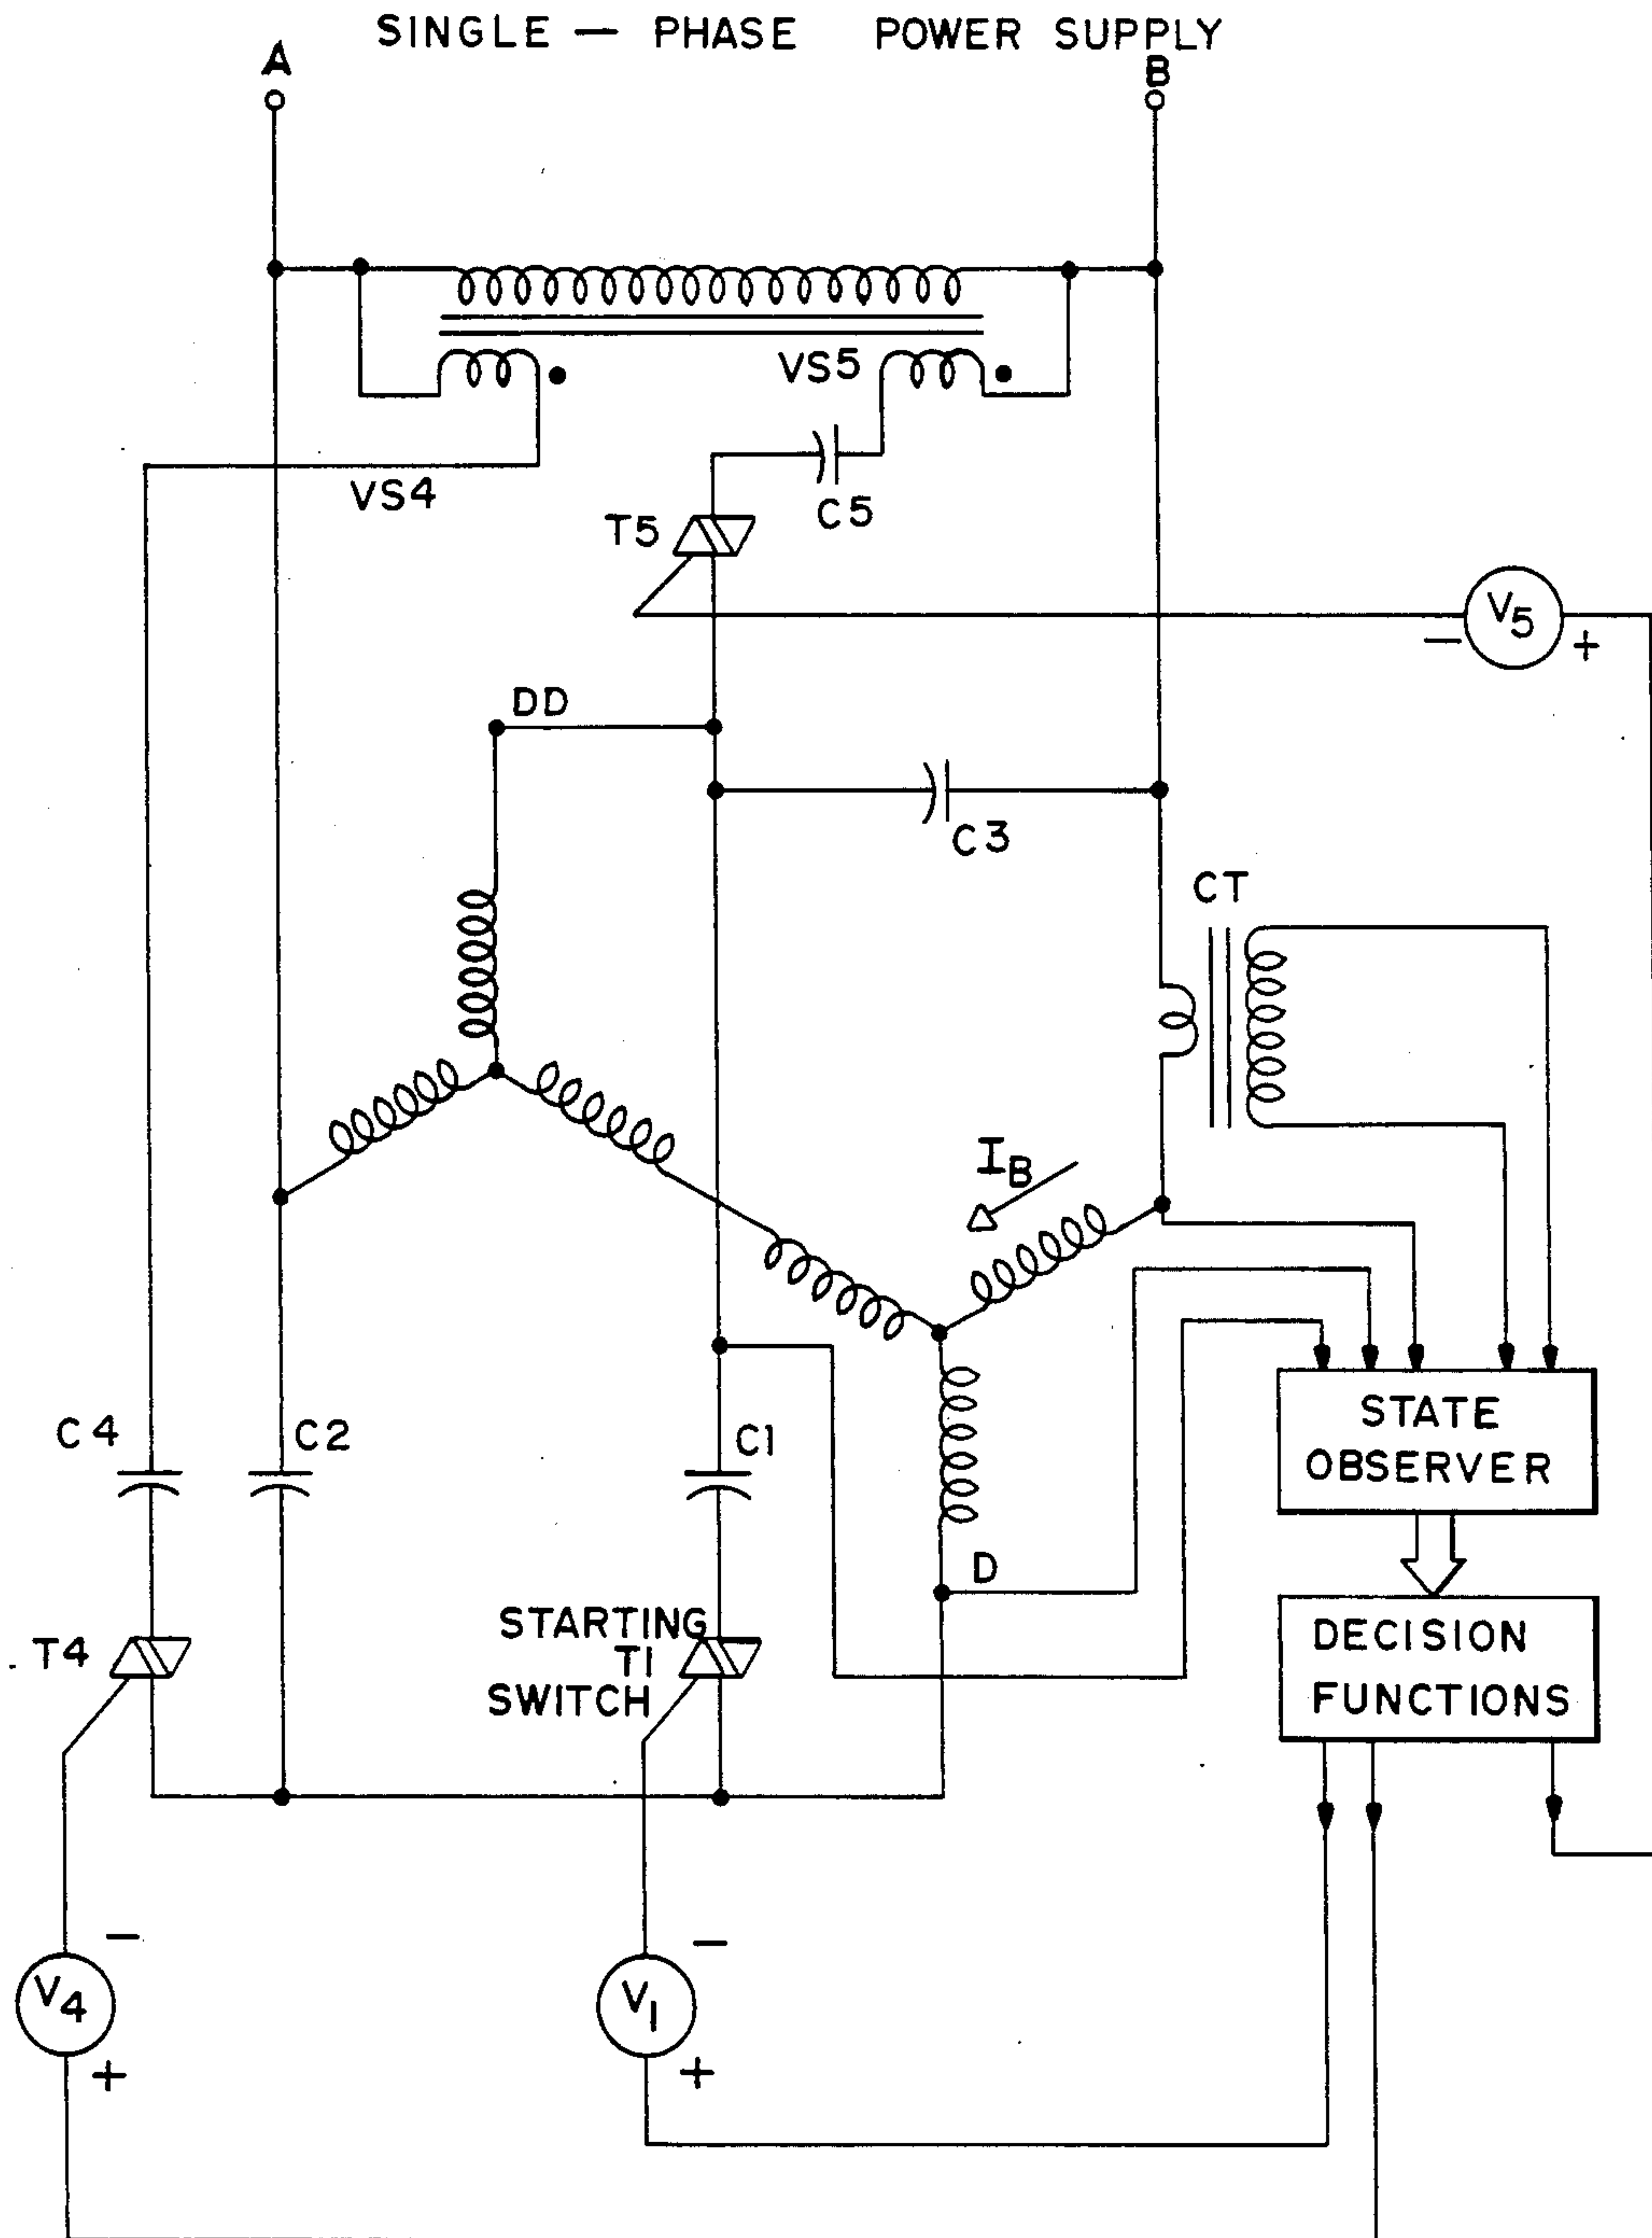 SINGLE — PHASE POWER SUPPLY
A
B
VS5
VS4
C5
T5
V5
— +
DD
C3
CT
IB
C4
C2
C1
STATE
OBSERVER
D
STARTING
T4
T1
SWITCH
DECISION
FUNCTIONS
—
—
V4
V1
+
+